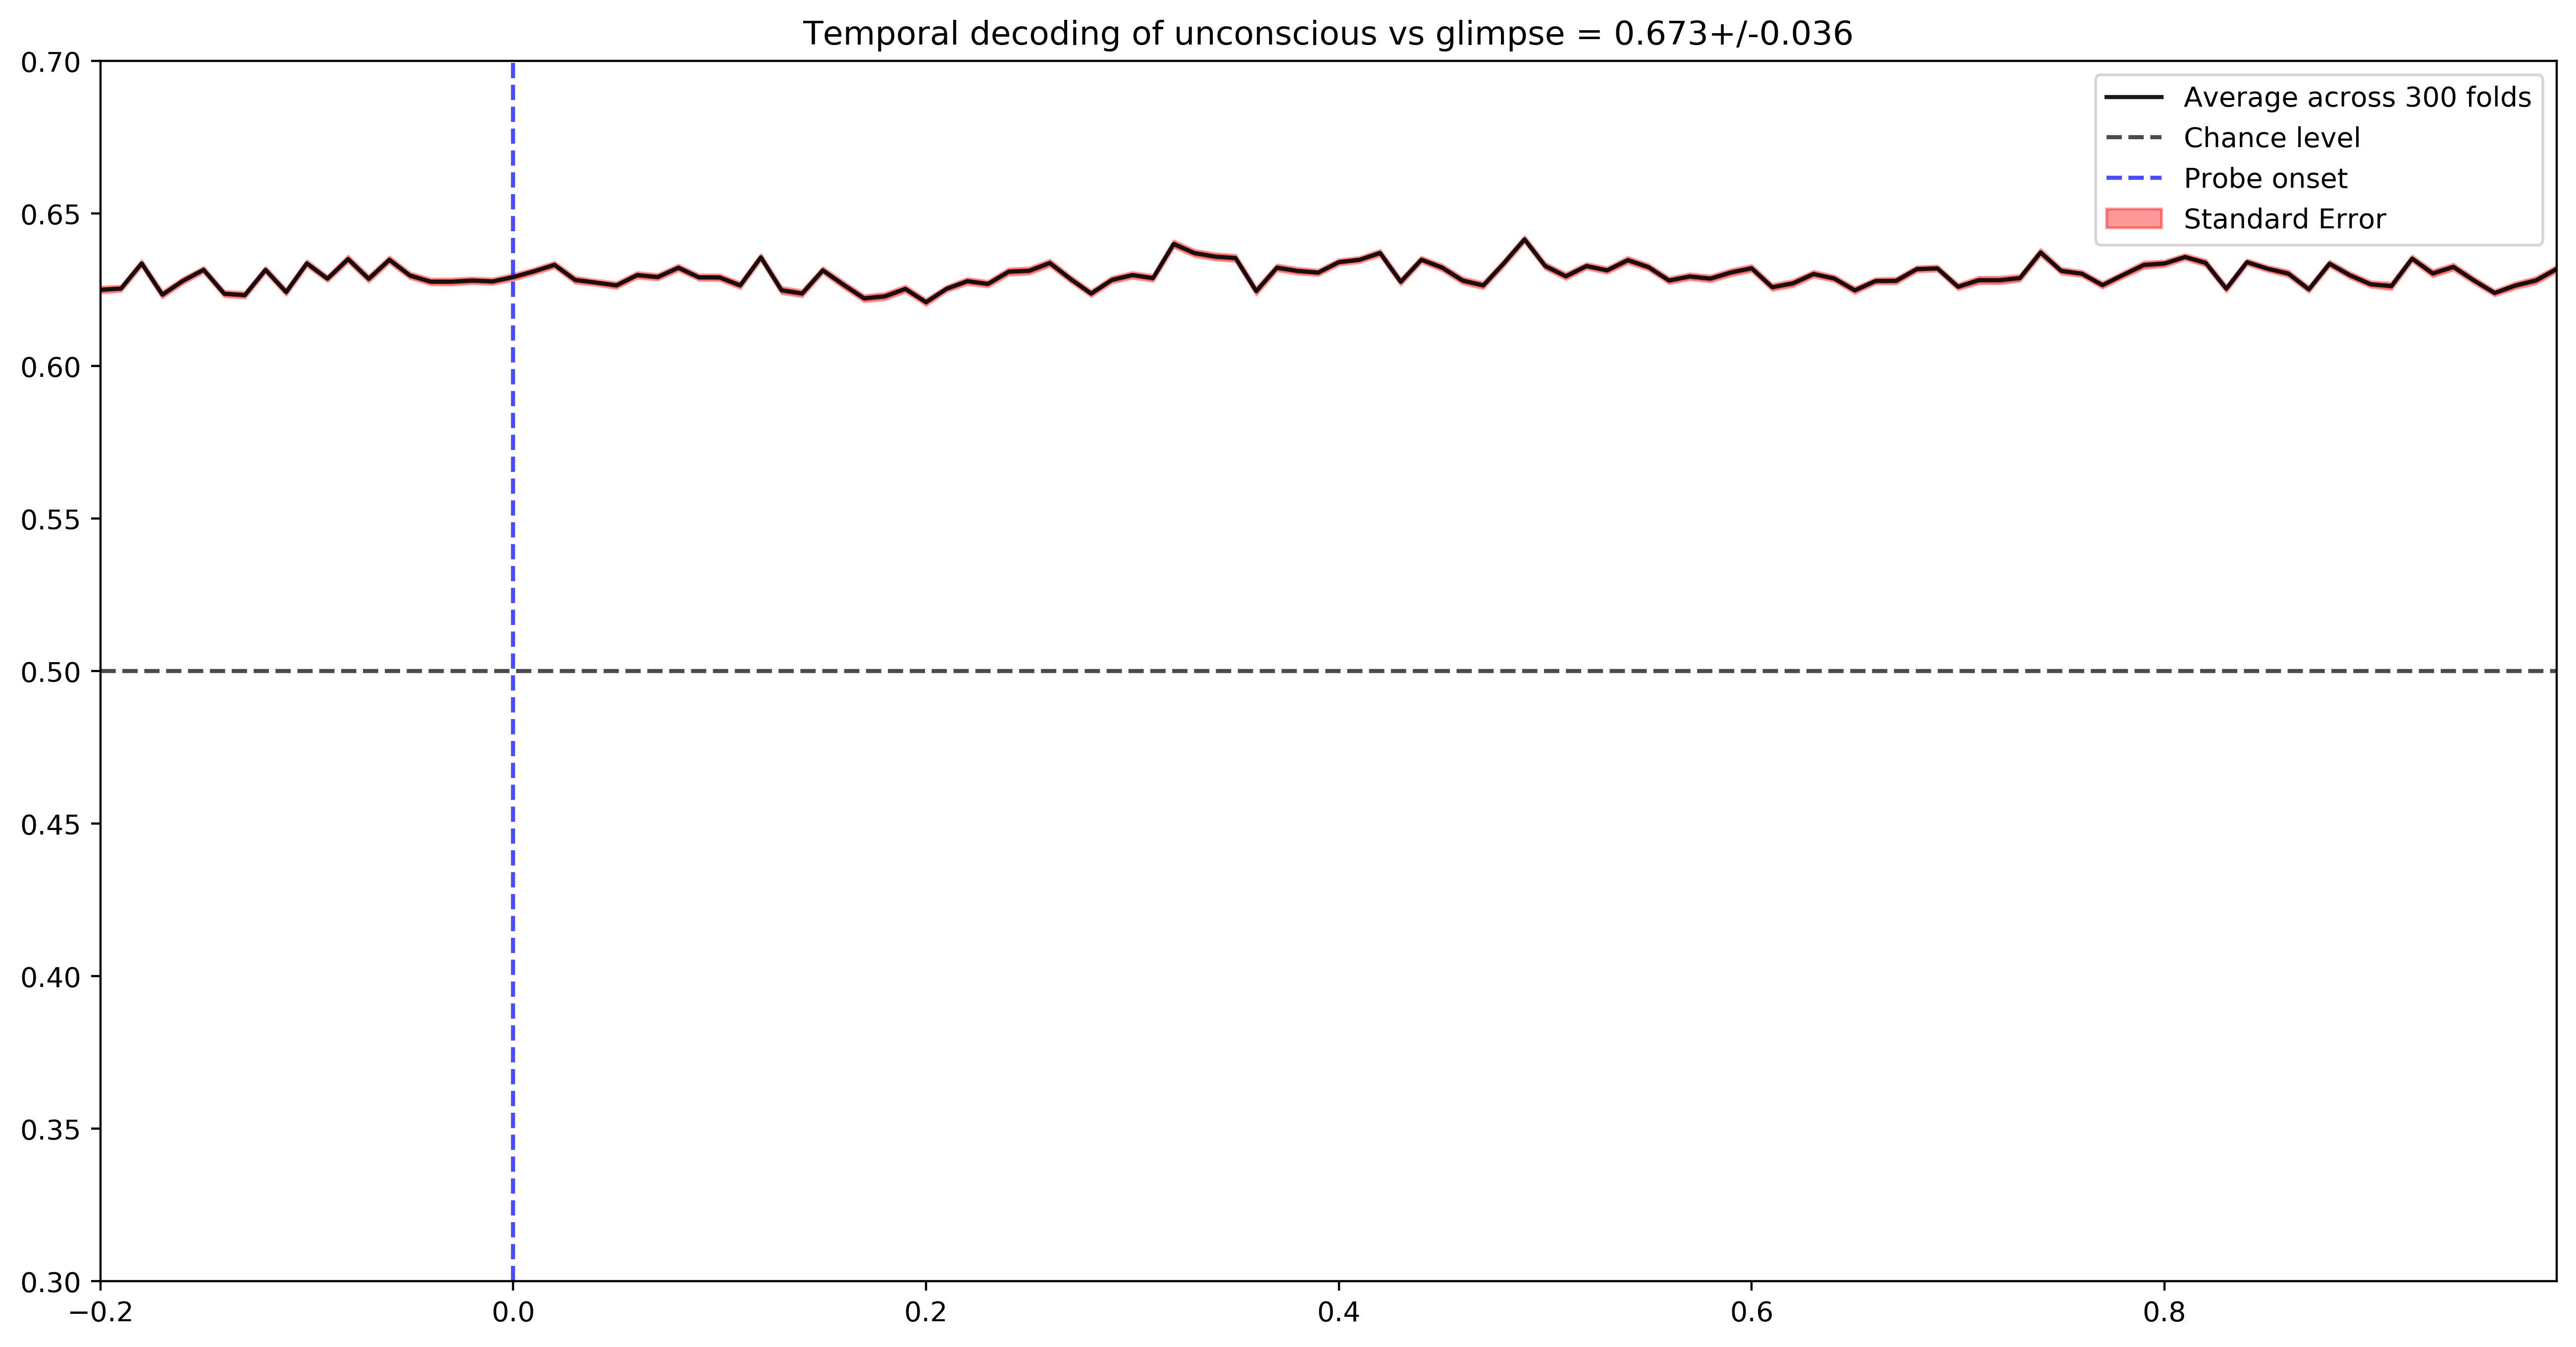 Temporal decoding of unconscious vs glimpse = 0.673+/-0.036
0.70
0.65
0.60
0.55
0.50
0.45
0.40
0.35
0.30
Average across 300 folds
Chance level
Probe onset
Standard Error
−0.2 0.0 0.2 0.4 0.6 0.8